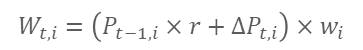 W_{t,i} = (P_{t−1,i} × r + ΔP_{t,i}) × w_i